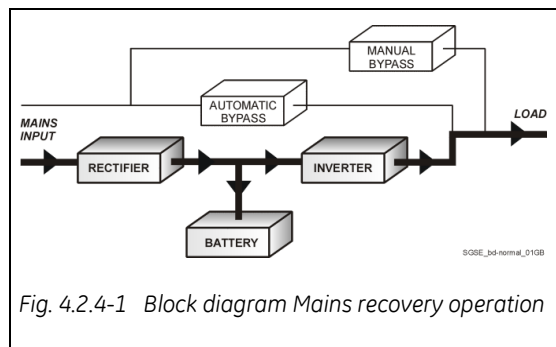 MANUAL
BYPASS
AUTOMATIC
BYPASS
MAINS
INPUT
LOAD
RECTIFIER
INVERTER
BATTERY
SGSE_bd-normal_01GB
Fig. 4.2.4-1 Block diagram Mains recovery operation